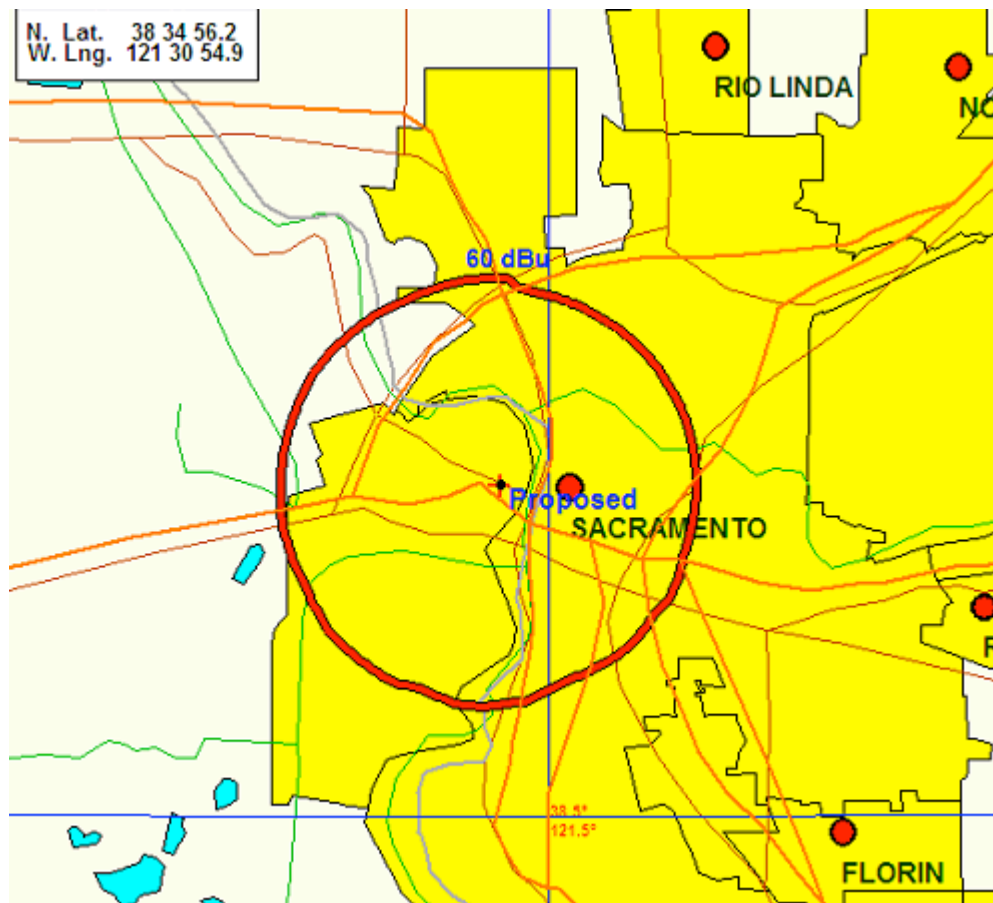 N. Lat. 38 34 56.2
W. Lng. 121 30 54.9
RIO LINDA
NO
60 dBu
Proposed
SACRAMENTO
R
38.5°
121.5°
FLORIN